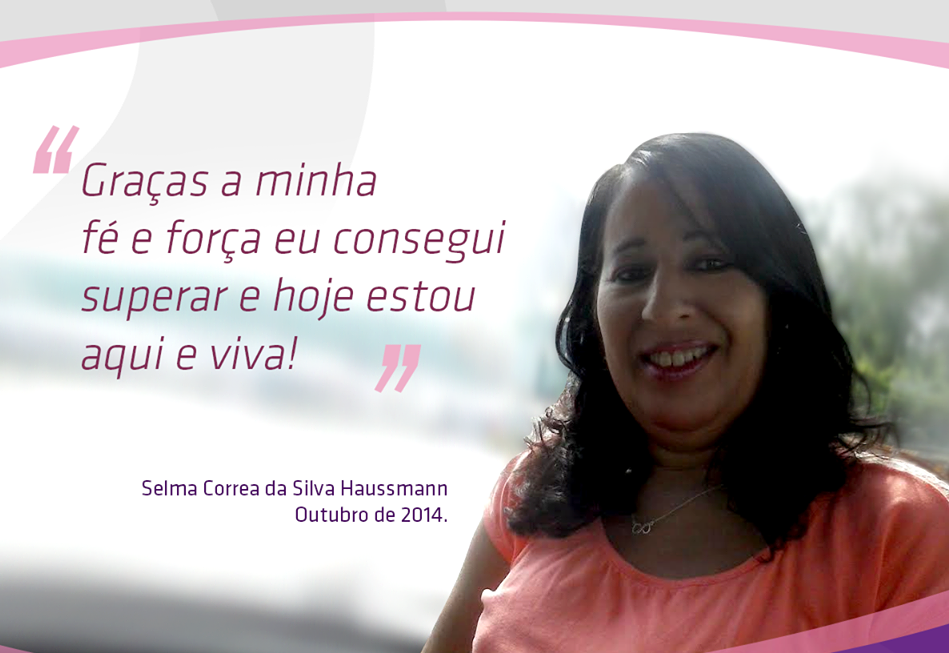 “Graças a minha
fé e força eu consegui
superar e hoje estou
aqui e viva!”
Selma Correa da Silva Haussmann
Outubro de 2014.